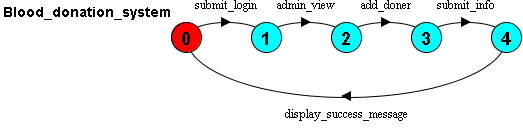 submit_login admin_view add_doner submit_info
Blood_donation_system
0 1 2 3 4
display_success_message